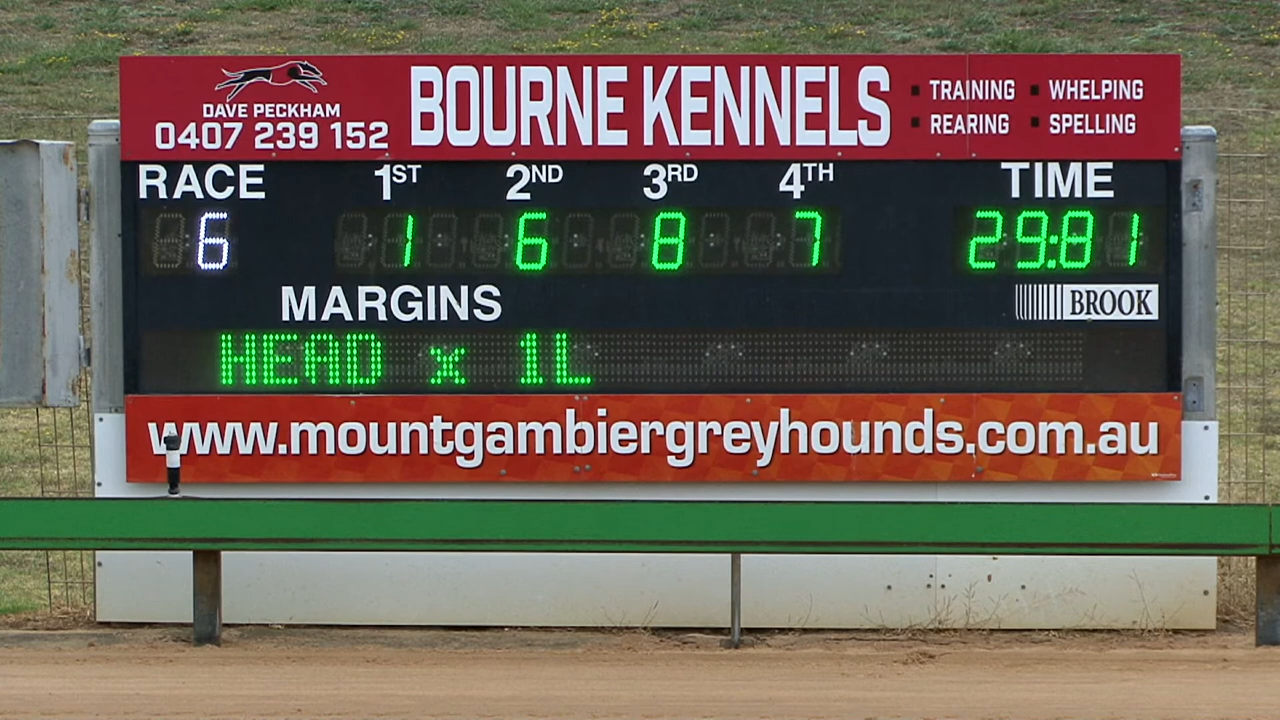 DAVE PECKHAM
0407 239 152
BOURNE KENNELS
TRAINING WHELPING
REARING SPELLING
RACE 1ST 2ND 3RD 4TH TIME
6 1 6 8 7 29:81
MARGINS
BROOK
HEAD x 1L
www.mountgambiergreyhounds.com.au